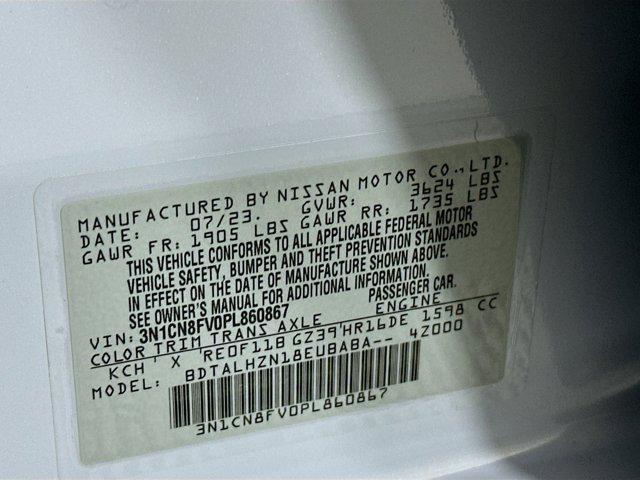 MANUFACTURED BY NISSAN MOTOR CO.,LTD.
DATE: 07/23. GVWR: 3624 LBS
GAWR FR: 1905 LBS GAWR RR: 1735 LBS
THIS VEHICLE CONFORMS TO ALL APPLICABLE FEDERAL MOTOR
VEHICLE SAFETY, BUMPER AND THEFT PREVENTION STANDARDS
IN EFFECT ON THE DATE OF MANUFACTURE SHOWN ABOVE.
SEE OWNER'S MANUAL FOR ADDITIONAL INFORMATION.
VIN: 3N1CN8FV0PL860867 PASSENGER CAR.
COLOR TRIM TRANS AXLE ENGINE
KCH X RE0F11B GZ39 HR16DE 1598 CC
MODEL: BDTALHZN18EUBABA-- 42000
3N1CN8FV0PL860867